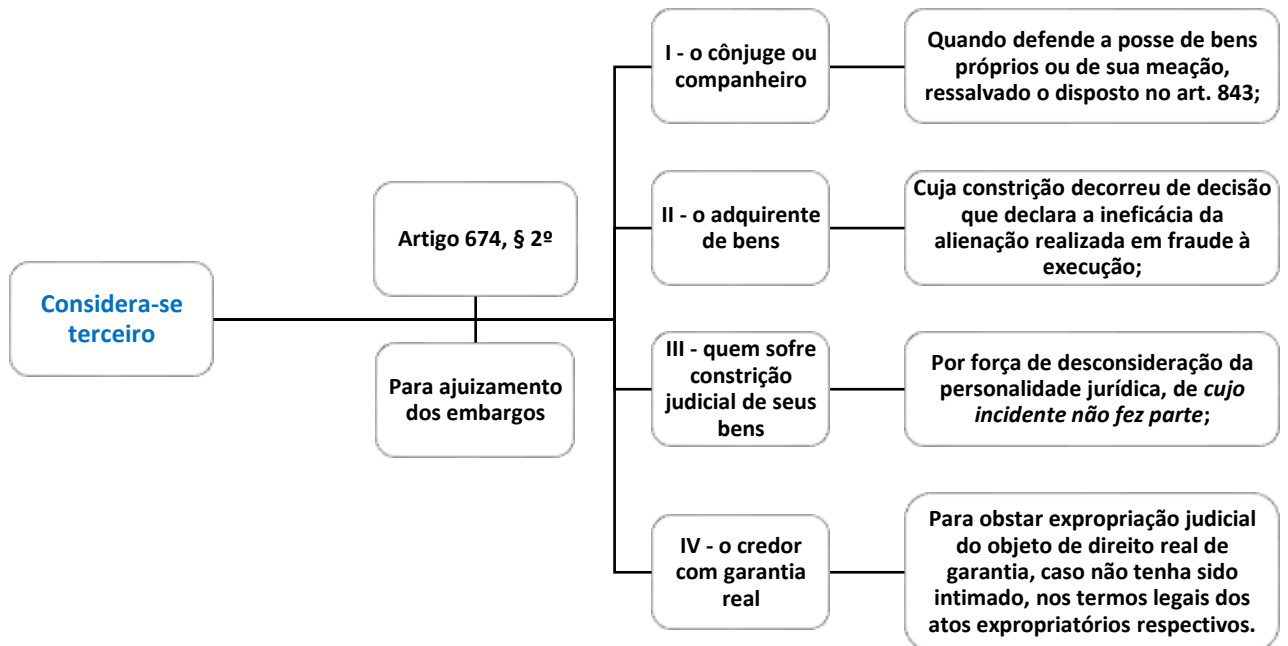 Considera-se
terceiro
Artigo 674, § 2º
Para ajuizamento
dos embargos
I - o cônjuge ou
companheiro
Quando defende a posse de bens
próprios ou de sua meação,
ressalvado o disposto no art. 843;
II - o adquirente
de bens
Cuja constrição decorreu de decisão
que declara a ineficácia da
alienação realizada em fraude à
execução;
III - quem sofre
constrição
judicial de seus
bens
Por força de desconsideração da
personalidade jurídica, de cujo
incidente não fez parte;
IV - o credor
com garantia
real
Para obstar expropriação judicial
do objeto de direito real de
garantia, caso não tenha sido
intimado, nos termos legais dos
atos expropriatórios respectivos.